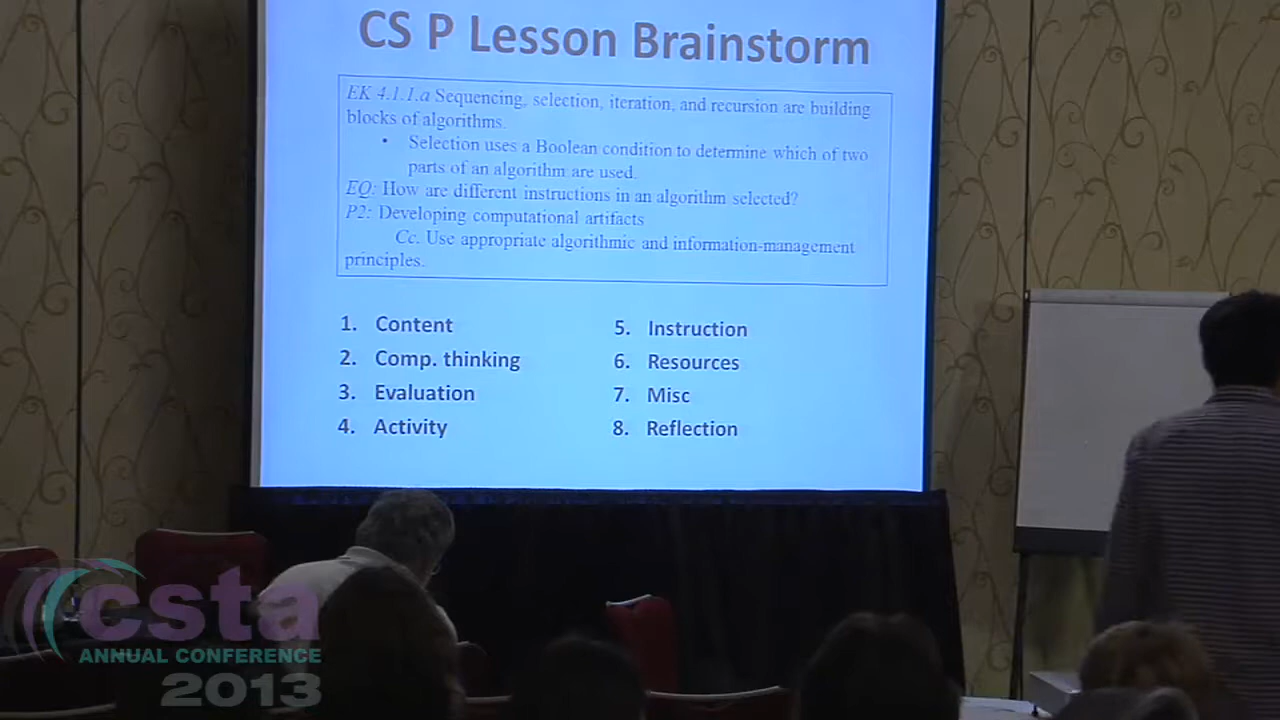 CS P Lesson Brainstorm
EK 4.1.1.a Sequencing, selection, iteration, and recursion are building
blocks of algorithms.
• Selection uses a Boolean condition to determine which of two
parts of an algorithm are used.
EQ: How are different instructions in an algorithm selected?
P2: Developing computational artifacts
Cc. Use appropriate algorithmic and information-management
principles.
1. Content
2. Comp. thinking
3. Evaluation
4. Activity
5. Instruction
6. Resources
7. Misc
8. Reflection
csta
ANNUAL CONFERENCE
2013